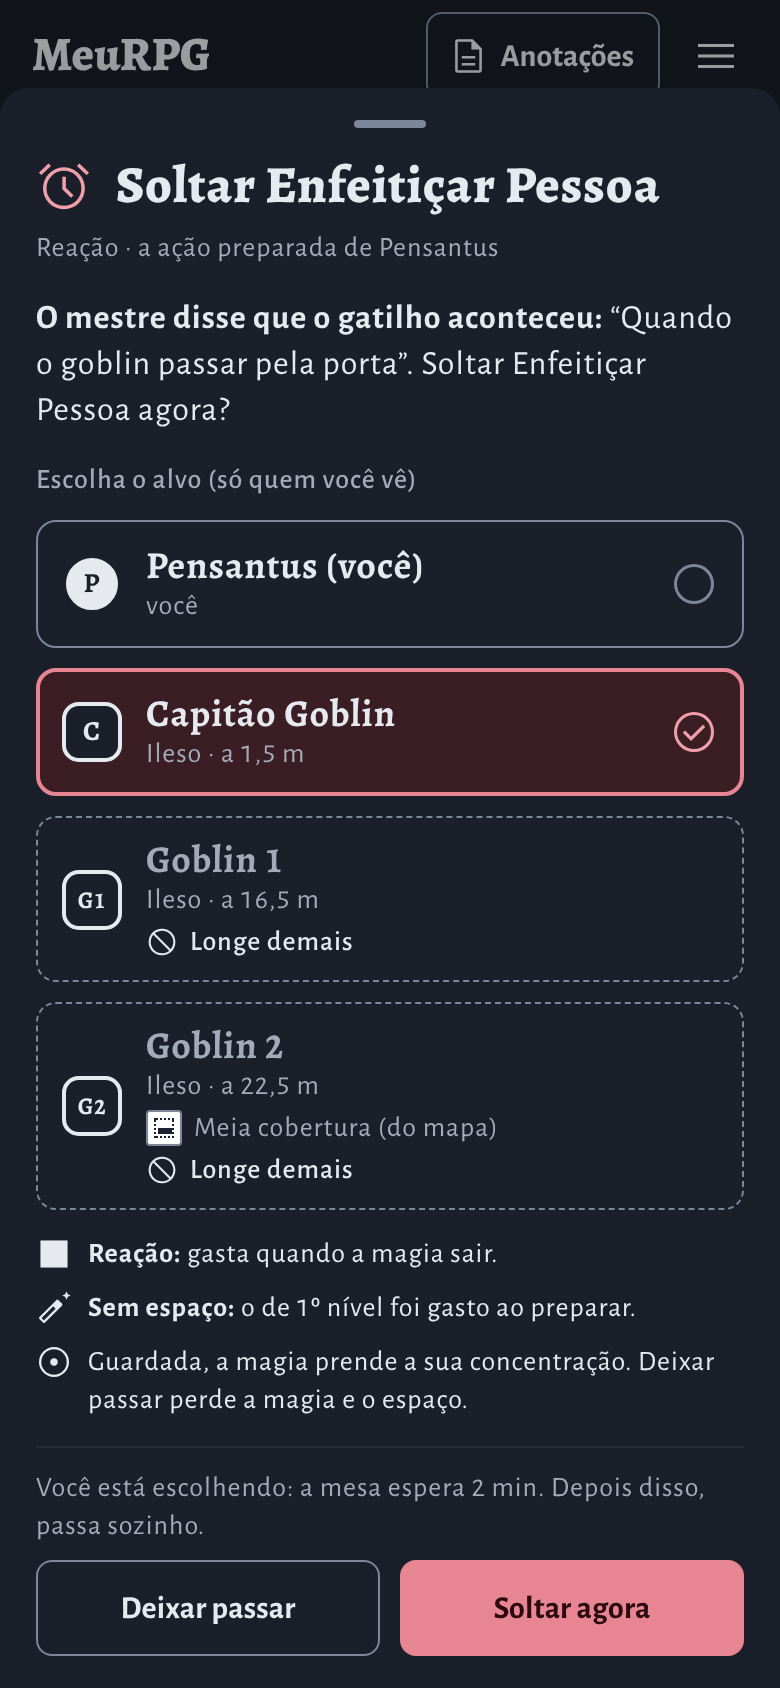 MeuRPG
Anotações
Soltar Enfeitiçar Pessoa
Reação · a ação preparada de Pensantus
O mestre disse que o gatilho aconteceu: “Quando
o goblin passar pela porta”. Soltar Enfeitiçar
Pessoa agora?
Escolha o alvo (só quem você vê)
P
Pensantus (você)
você
C
Capitão Goblin
Ileso · a 1,5 m
G1
Goblin 1
Ileso · a 16,5 m
Longe demais
G2
Goblin 2
Ileso · a 22,5 m
Meia cobertura (do mapa)
Longe demais
Reação: gasta quando a magia sair.
Sem espaço: o de 1º nível foi gasto ao preparar.
Guardada, a magia prende a sua concentração. Deixar
passar perde a magia e o espaço.
Você está escolhendo: a mesa espera 2 min. Depois disso,
passa sozinho.
Deixar passar
Soltar agora